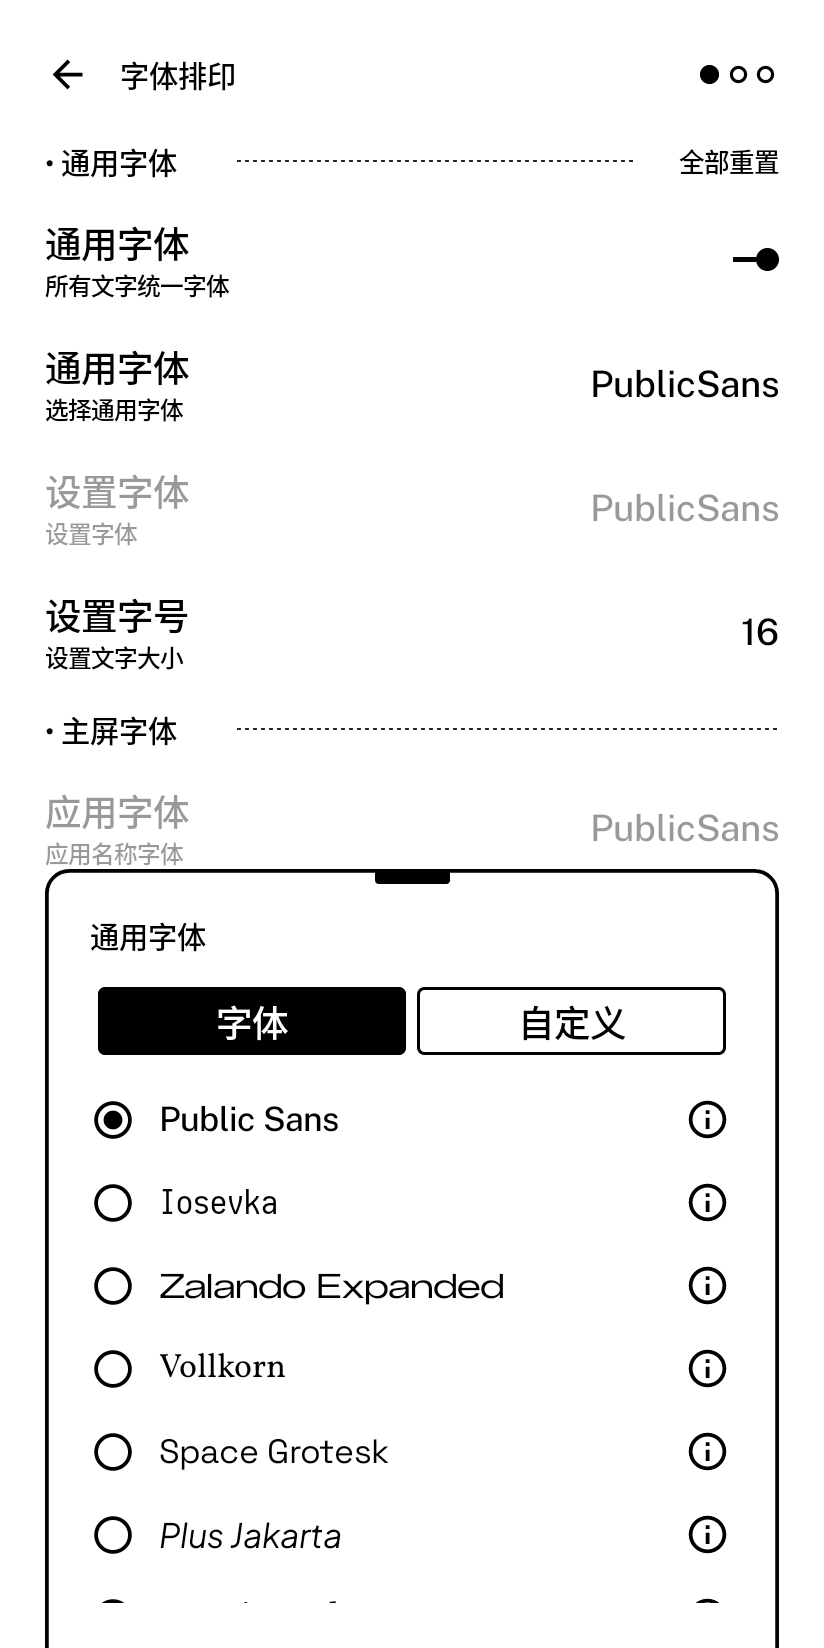 字体排印
• 通用字体
全部重置
通用字体
所有文字统一字体
通用字体
选择通用字体
PublicSans
设置字体
设置字体
PublicSans
设置字号
设置文字大小
16
• 主屏字体
应用字体
应用名称字体
PublicSans
通用字体
字体
自定义
Public Sans
Iosevka
Zalando Expanded
Vollkorn
Space Grotesk
Plus Jakarta